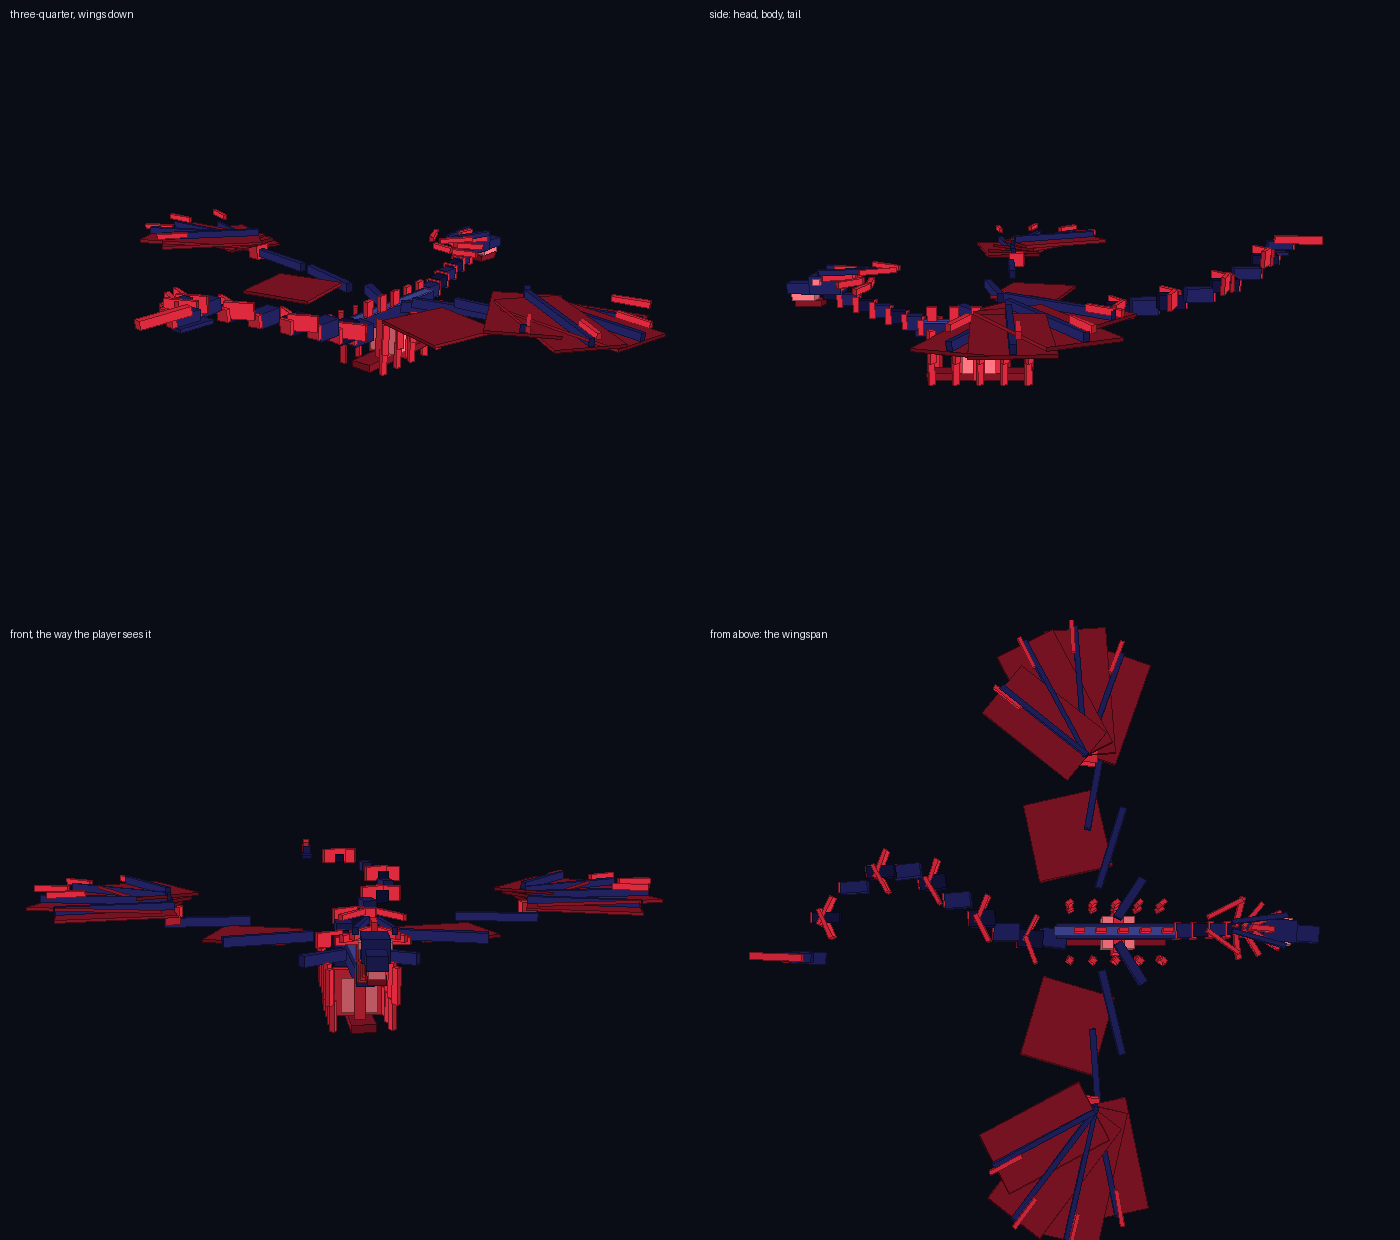 three-quarter, wings down
side: head, body, tail
front, the way the player sees it
from above: the wingspan